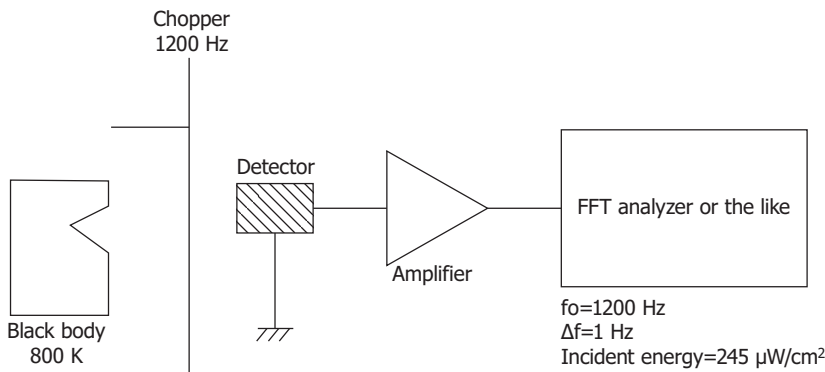 Chopper
1200 Hz
Detector
FFT analyzer or the like
Amplifier
Black body
800 K
fo=1200 Hz
Δf=1 Hz
Incident energy=245 μW/cm²